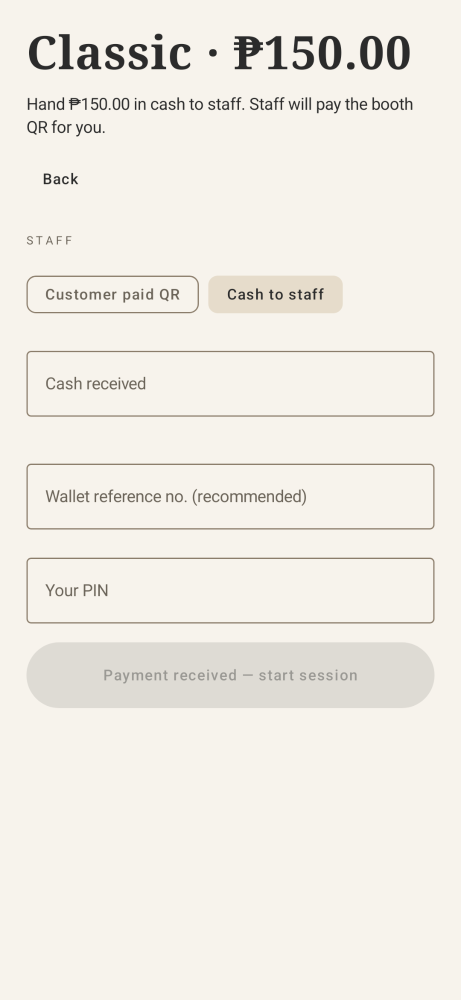 Classic · ₱150.00
Hand ₱150.00 in cash to staff. Staff will pay the booth
QR for you.
Back
STAFF
Customer paid QR
Cash to staff
Cash received
Wallet reference no. (recommended)
Your PIN
Payment received — start session